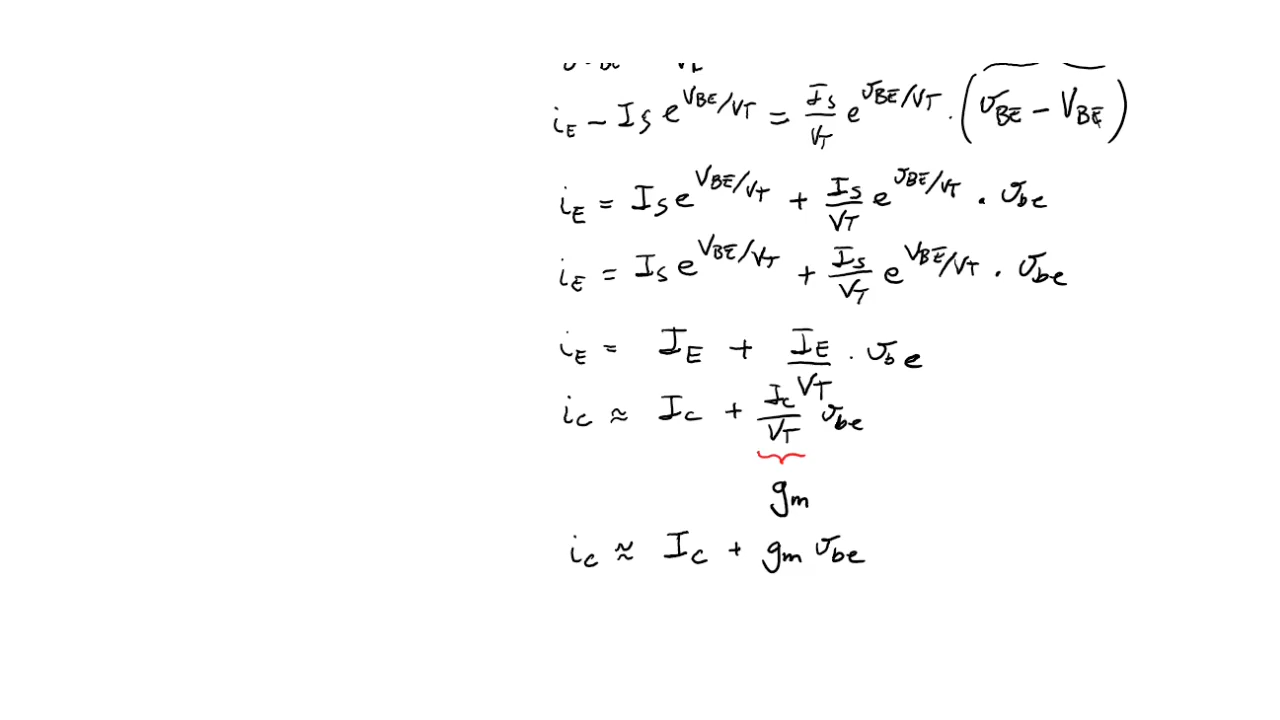 i_E - I_S e^{V_BE/V_T} = I_S/V_T e^{v_BE/V_T} · (v_BE - V_BE)
i_E = I_S e^{V_BE/V_T} + I_S/V_T e^{v_BE/V_T} · v_be
i_E = I_S e^{V_BE/V_T} + I_S/V_T e^{V_BE/V_T} · v_be
i_E = I_E + I_E/V_T · v_be
i_C ≈ I_C + I_C/V_T v_be
g_m
i_C ≈ I_C + g_m v_be